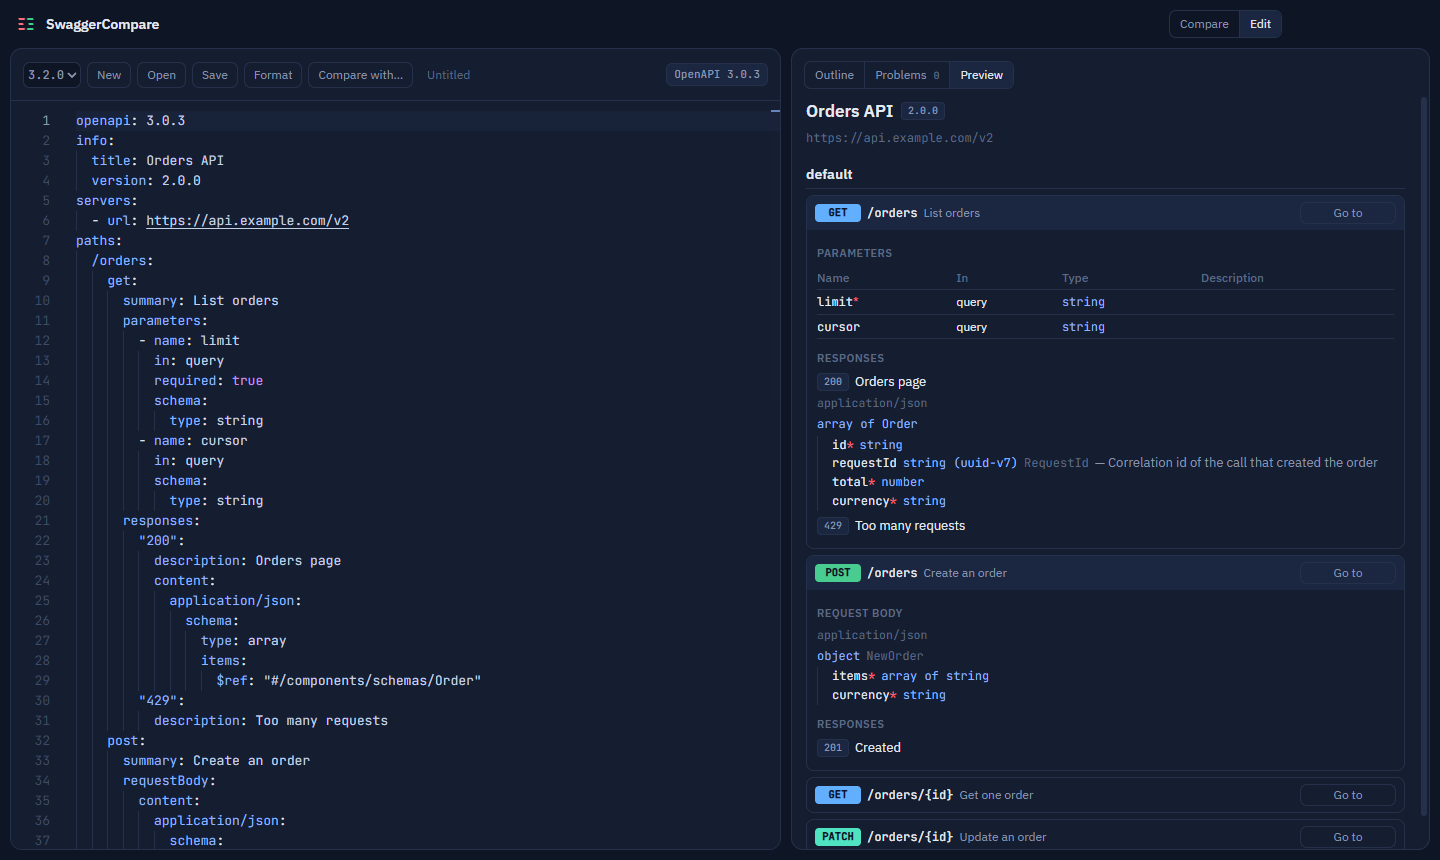 SwaggerCompare
Compare Edit
3.2.0 New Open Save Format Compare with... Untitled OpenAPI 3.0.3
1 openapi: 3.0.3
2 info:
3 title: Orders API
4 version: 2.0.0
5 servers:
6 - url: https://api.example.com/v2
7 paths:
8 /orders:
9 get:
10 summary: List orders
11 parameters:
12 - name: limit
13 in: query
14 required: true
15 schema:
16 type: string
17 - name: cursor
18 in: query
19 schema:
20 type: string
21 responses:
22 "200":
23 description: Orders page
24 content:
25 application/json:
26 schema:
27 type: array
28 items:
29 $ref: "#/components/schemas/Order"
30 "429":
31 description: Too many requests
32 post:
33 summary: Create an order
34 requestBody:
35 content:
36 application/json:
37 schema:
Outline Problems 0 Preview
Orders API 2.0.0
https://api.example.com/v2
default
GET /orders List orders Go to
PARAMETERS
Name In Type Description
limit* query string
cursor query string
RESPONSES
200 Orders page
application/json
array of Order
id* string
requestId string (uuid-v7) RequestId — Correlation id of the call that created the order
total* number
currency* string
429 Too many requests
POST /orders Create an order Go to
REQUEST BODY
application/json
object NewOrder
items* array of string
currency* string
RESPONSES
201 Created
GET /orders/{id} Get one order Go to
PATCH /orders/{id} Update an order Go to